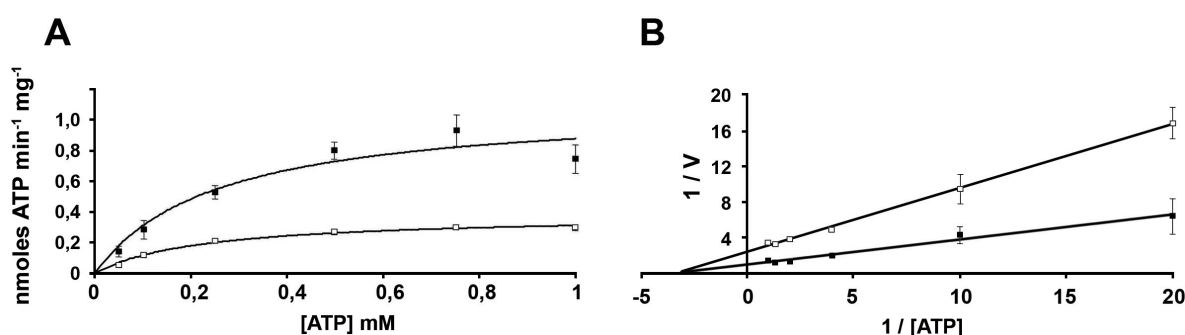 A
nmoles ATP min⁻¹ mg⁻¹
1,0
0,8
0,6
0,4
0,2
0
0 0,2 0,4 0,6 0,8 1
[ATP] mM
B
1 / V
20
16
12
8
4
-5 0 5 10 15 20
1 / [ATP]